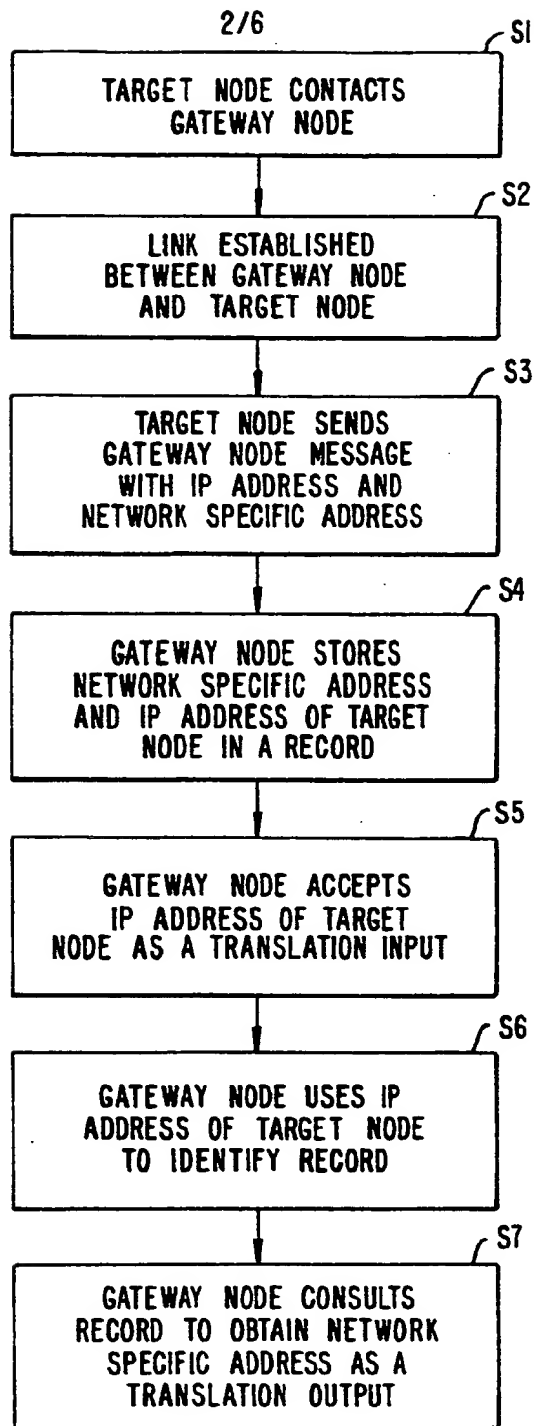 2/6
S1
TARGET NODE CONTACTS
GATEWAY NODE
S2
LINK ESTABLISHED
BETWEEN GATEWAY NODE
AND TARGET NODE
S3
TARGET NODE SENDS
GATEWAY NODE MESSAGE
WITH IP ADDRESS AND
NETWORK SPECIFIC ADDRESS
S4
GATEWAY NODE STORES
NETWORK SPECIFIC ADDRESS
AND IP ADDRESS OF TARGET
NODE IN A RECORD
S5
GATEWAY NODE ACCEPTS
IP ADDRESS OF TARGET
NODE AS A TRANSLATION INPUT
S6
GATEWAY NODE USES IP
ADDRESS OF TARGET NODE
TO IDENTIFY RECORD
S7
GATEWAY NODE CONSULTS
RECORD TO OBTAIN NETWORK
SPECIFIC ADDRESS AS A
TRANSLATION OUTPUT